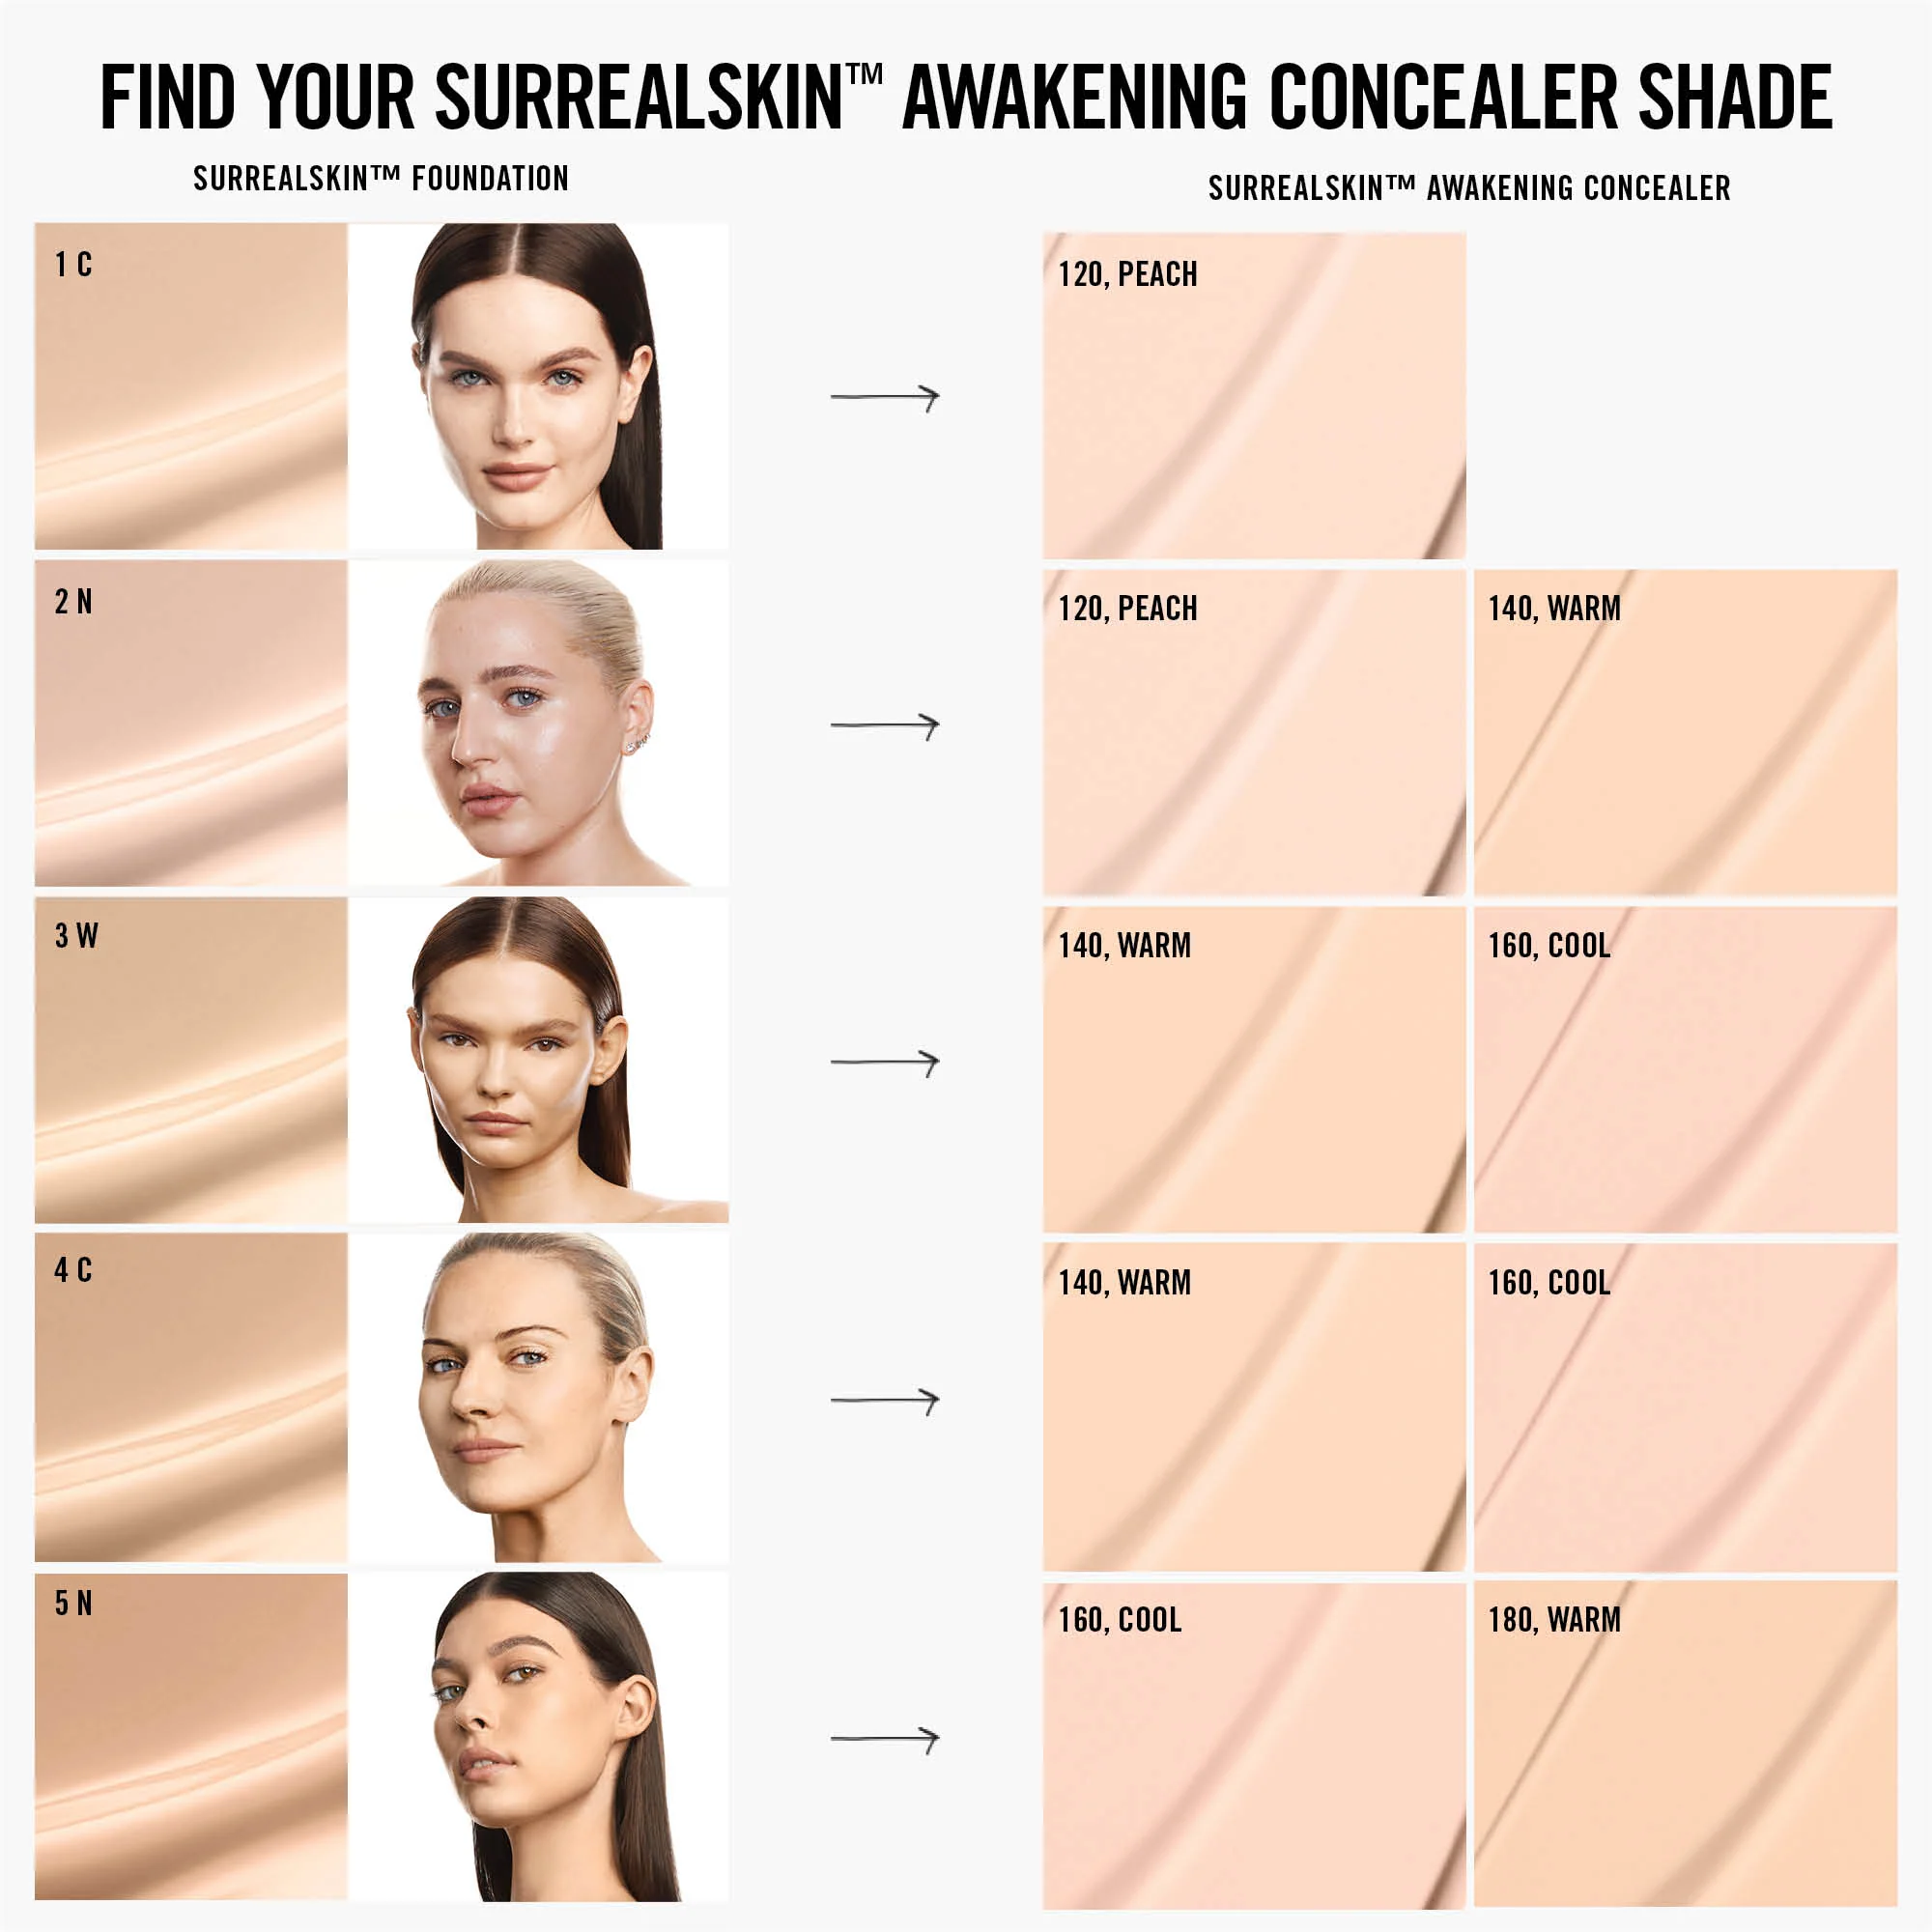 FIND YOUR SURREALSKIN™ AWAKENING CONCEALER SHADE
SURREALSKIN™ FOUNDATION
SURREALSKIN™ AWAKENING CONCEALER
1 C
120, PEACH
2 N
120, PEACH
140, WARM
3 W
140, WARM
160, COOL
4 C
140, WARM
160, COOL
5 N
160, COOL
180, WARM